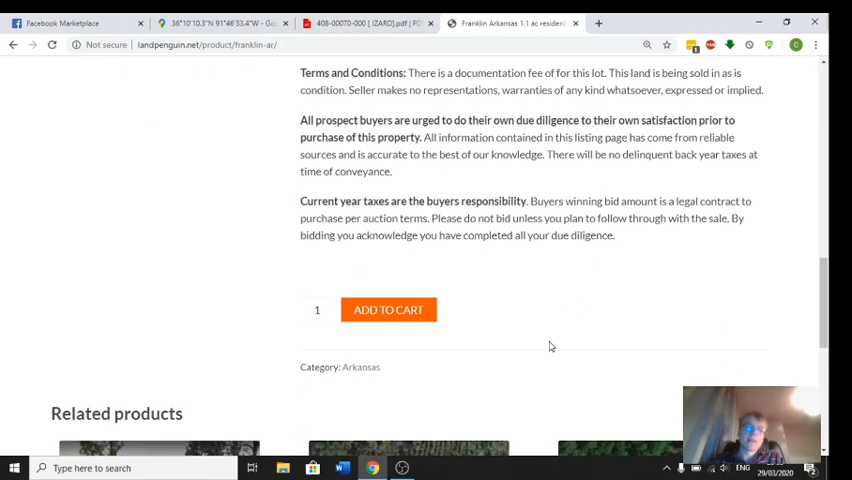 Facebook Marketplace
36°10'10.3"N 91°46'33.4"W - Goo
408-00070-000 [ IZARD].pdf | PD
Franklin Arkansas 1.1 ac resident
Not secure
landpenguin.net/product/franklin-ar/
Terms and Conditions: There is a documentation fee of for this lot. This land is being sold in as is
condition. Seller makes no representations, warranties of any kind whatsoever, expressed or implied.
All prospect buyers are urged to do their own due diligence to their own satisfaction prior to
purchase of this property. All information contained in this listing page has come from reliable
sources and is accurate to the best of our knowledge. There will be no delinquent back year taxes at
time of conveyance.
Current year taxes are the buyers responsibility. Buyers winning bid amount is a legal contract to
purchase per auction terms. Please do not bid unless you plan to follow through with the sale. By
bidding you acknowledge you have completed all your due diligence.
1
ADD TO CART
Category: Arkansas
Related products
Type here to search
ENG
29/03/2020